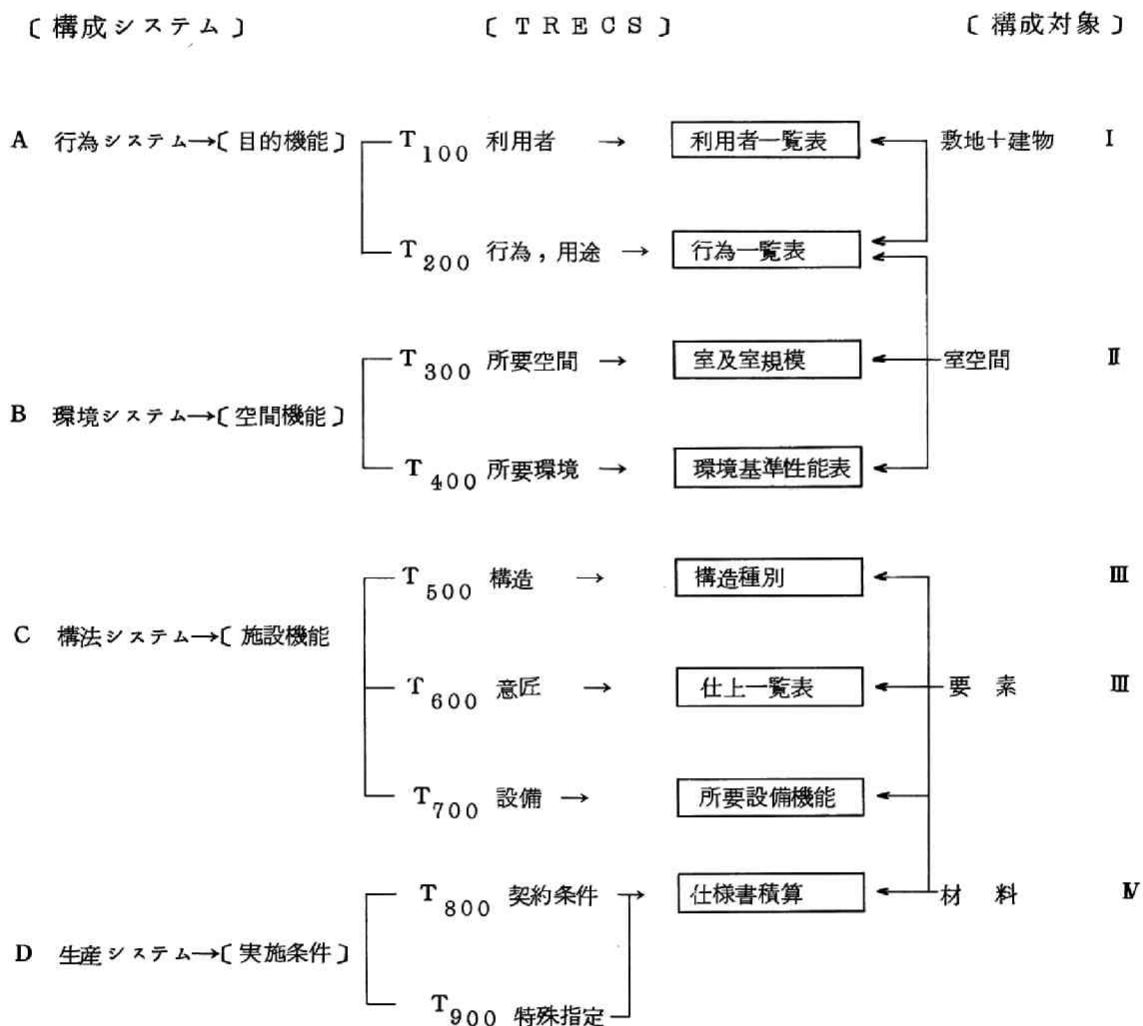 〔構成システム〕 〔TRECS〕 〔構成対象〕
A 行為システム→〔目的機能〕 T100 利用者 → 利用者一覧表 敷地＋建物 Ⅰ
T200 行為，用途 → 行為一覧表
T300 所要空間 → 室及室規模 室空間 Ⅱ
B 環境システム→〔空間機能〕
T400 所要環境 → 環境基準性能表
T500 構造 → 構造種別 Ⅲ
C 構法システム→〔施設機能
T600 意匠 → 仕上一覧表 要素 Ⅲ
T700 設備 → 所要設備機能
T800 契約条件 → 仕様書積算 材料 Ⅳ
D 生産システム→〔実施条件〕
T900 特殊指定